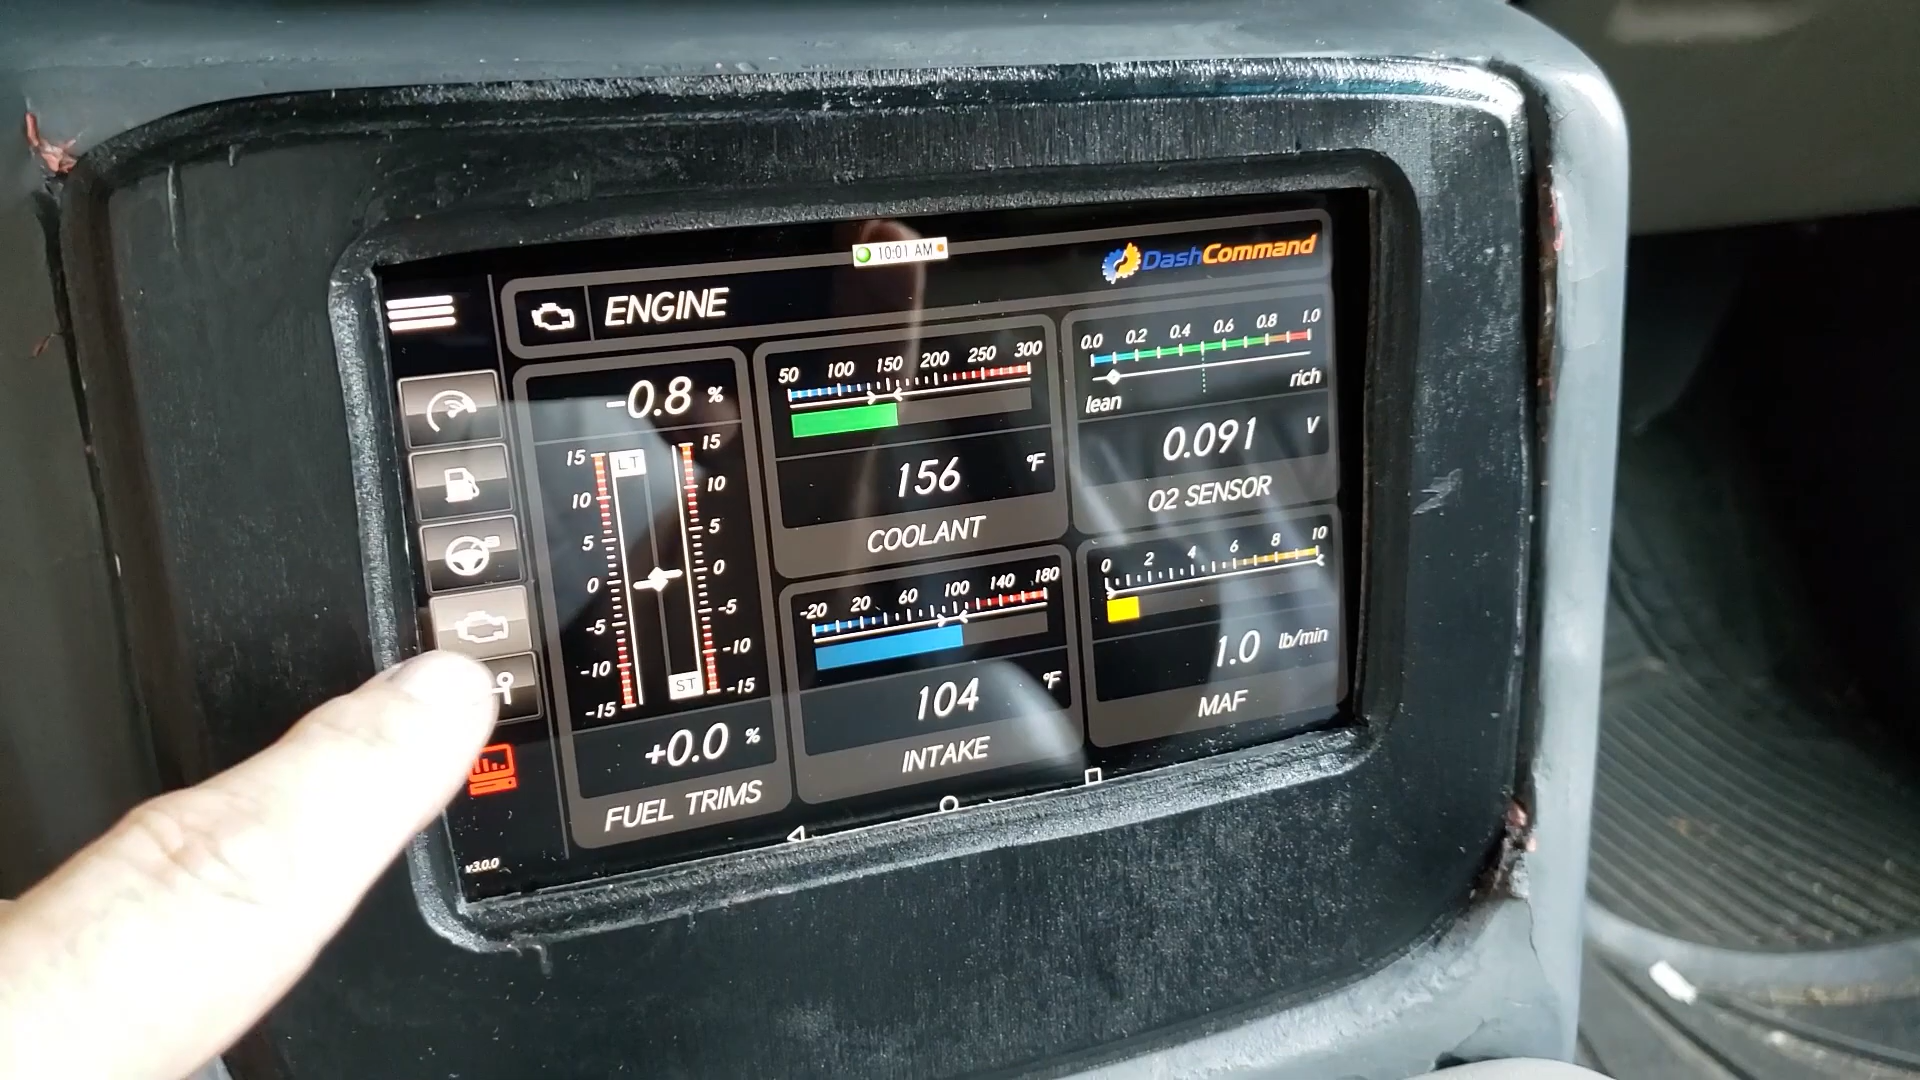 10:01 AM
DashCommand
ENGINE
-0.8 %
15 LT 15
10 10
5 5
0 0
-5 -5
-10 -10
-15 ST -15
+0.0 %
FUEL TRIMS
50 100 150 200 250 300
156 °F
COOLANT
0.0 0.2 0.4 0.6 0.8 1.0
rich
lean
0.091 V
O2 SENSOR
-20 20 60 100 140 180
104 °F
INTAKE
0 2 4 6 8 10
1.0 lb/min
MAF
v3.0.0